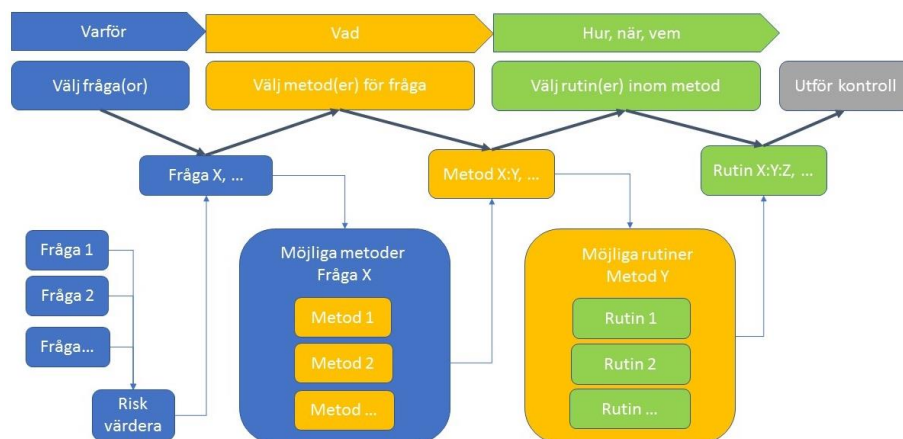 Varför
Vad
Hur, när, vem
Välj fråga(or)
Välj metod(er) för fråga
Välj rutin(er) inom metod
Utför kontroll
Fråga X, ...
Metod X:Y, ...
Rutin X:Y:Z, ...
Fråga 1
Fråga 2
Fråga...
Risk
värdera
Möjliga metoder
Fråga X
Metod 1
Metod 2
Metod ...
Möjliga rutiner
Metod Y
Rutin 1
Rutin 2
Rutin ...